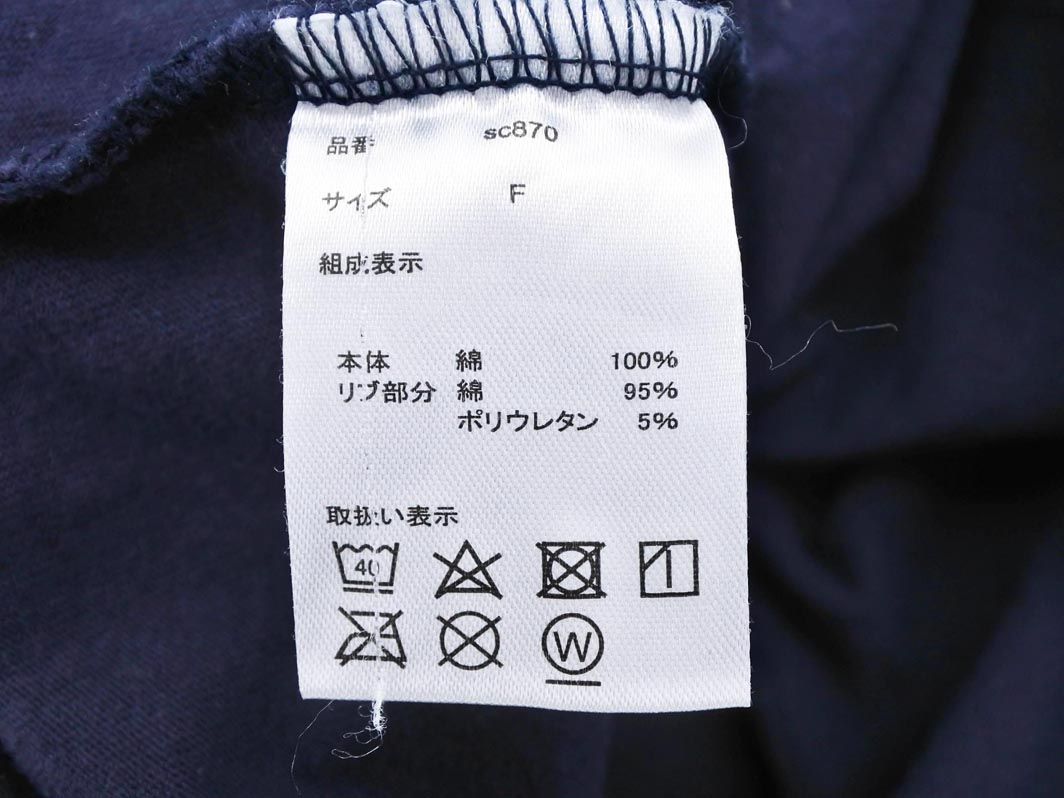 品番 sc870
サイズ F
組成表示
本体 綿 100%
リブ部分 綿 95%
ポリウレタン 5%
取扱い表示
40
W